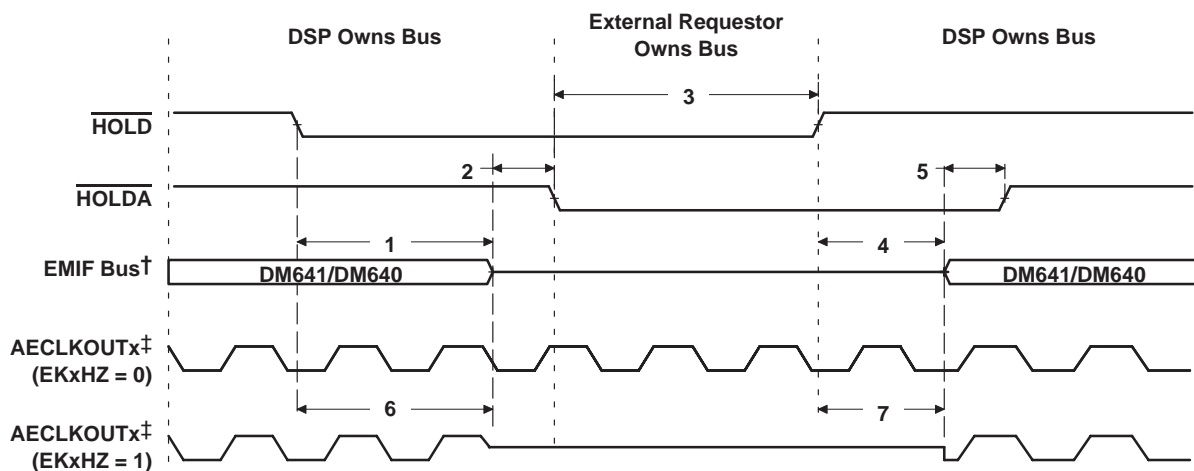 DSP Owns Bus
External Requestor
Owns Bus
DSP Owns Bus
HOLD
3
HOLDA
2
5
1
4
EMIF Bus†
DM641/DM640
DM641/DM640
AECLKOUTx‡
(EKxHZ = 0)
6
7
AECLKOUTx‡
(EKxHZ = 1)